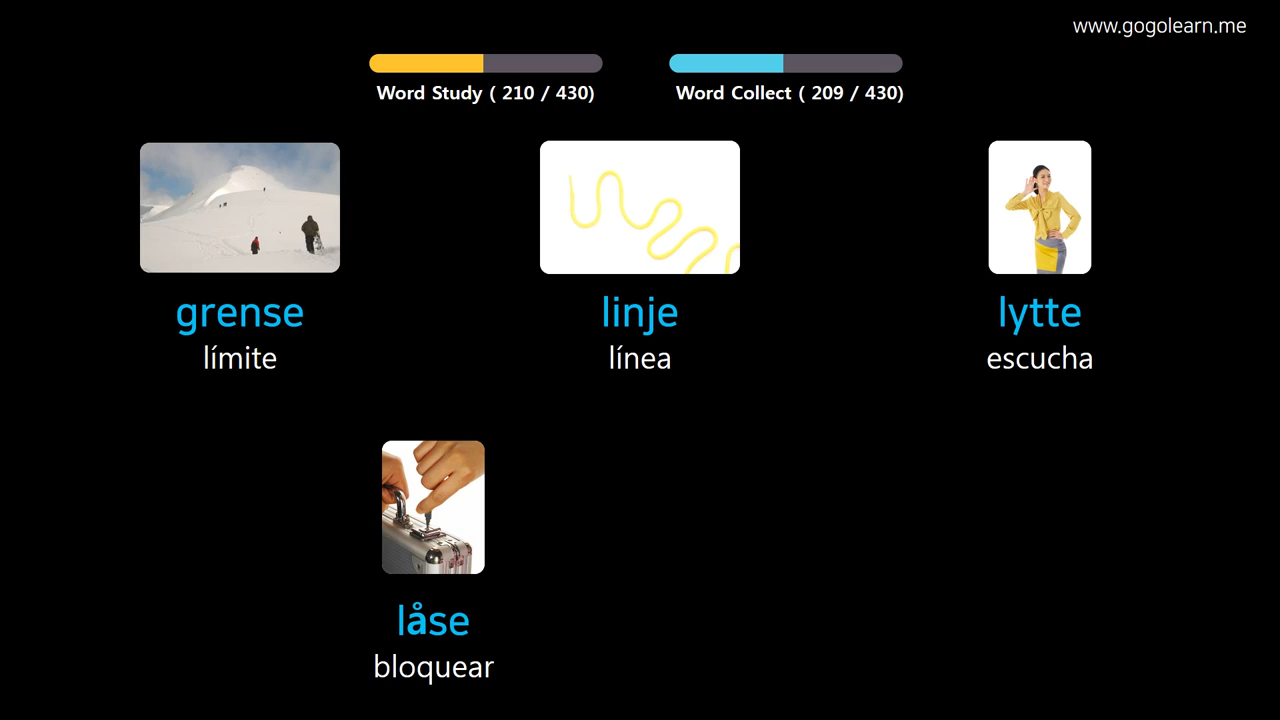 www.gogolearn.me
Word Study ( 210 / 430)
Word Collect ( 209 / 430)
grense
límite
linje
línea
lytte
escucha
låse
bloquear